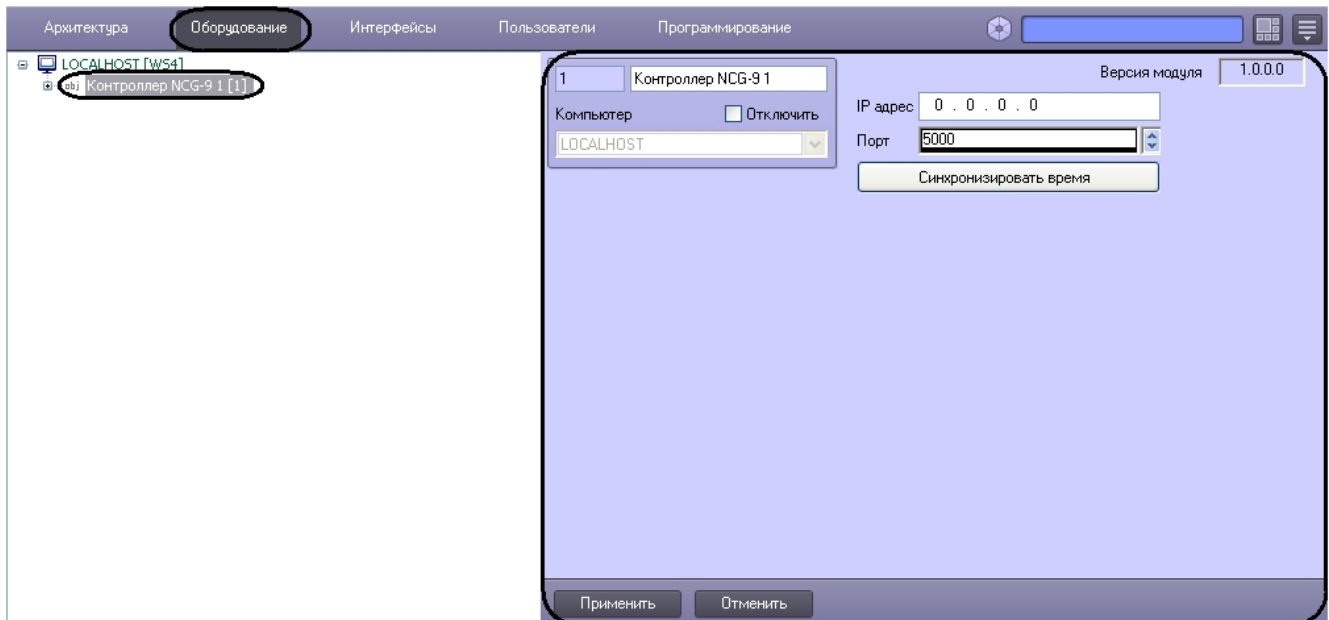 Архитектура Оборудование Интерфейсы Пользователи Программирование
LOCALHOST [WS4]
obj Контроллер NCG-9 1 [1]
1 Контроллер NCG-9 1
Компьютер Отключить
LOCALHOST
Версия модуля 1.0.0.0
IP адрес 0 . 0 . 0 . 0
Порт 5000
Синхронизировать время
Применить Отменить